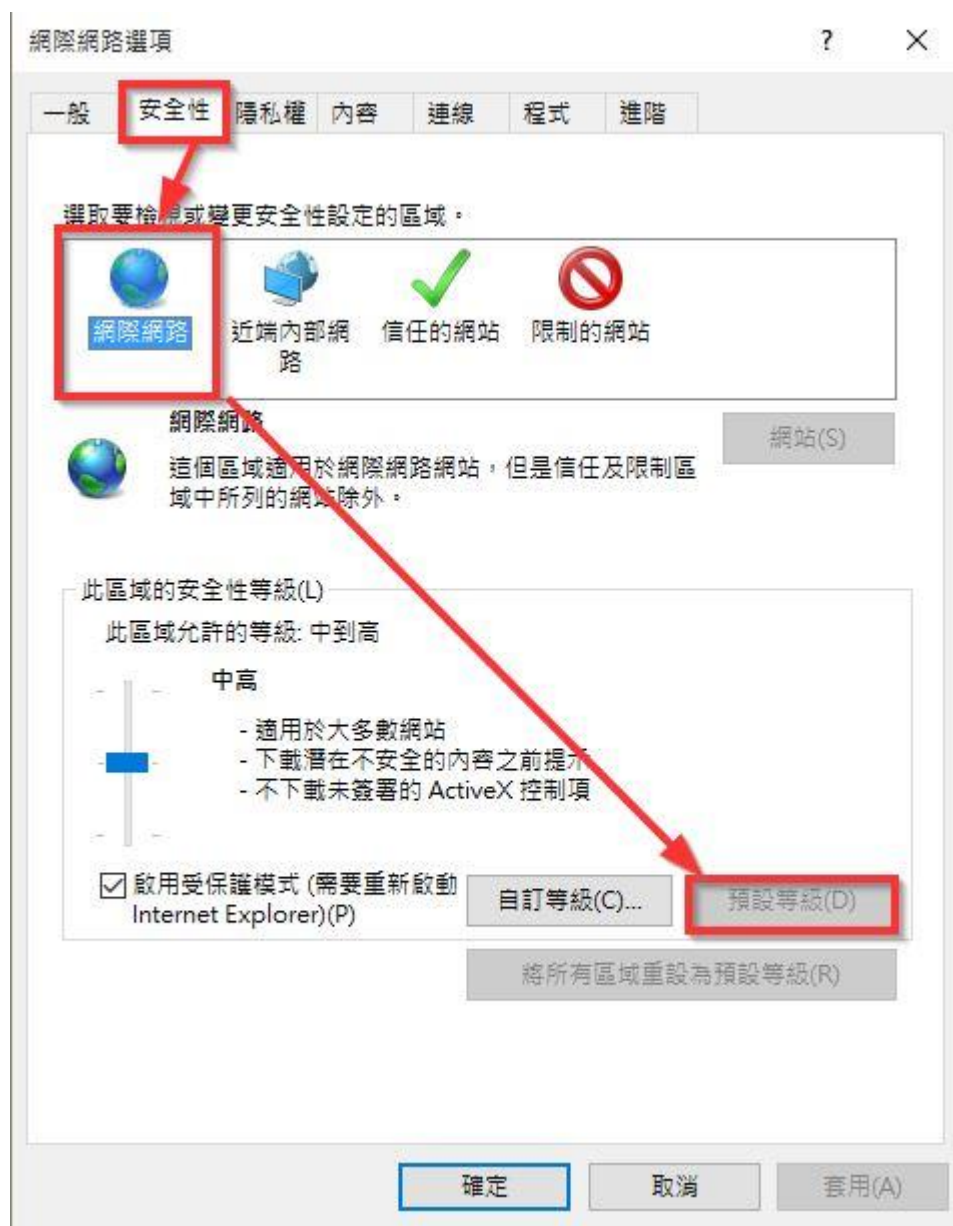 網際網路選項
一般 安全性 隱私權 內容 連線 程式 進階
選取要檢視或變更安全性設定的區域。
網際網路 近端內部網路 信任的網站 限制的網站
網際網路
網站(S)
這個區域適用於網際網路網站，但是信任及限制區
域中所列的網站除外。
此區域的安全性等級(L)
此區域允許的等級: 中到高
中高
- 適用於大多數網站
- 下載潛在不安全的內容之前提示
- 不下載未簽署的 ActiveX 控制項
啟用受保護模式 (需要重新啟動
Internet Explorer)(P)
自訂等級(C)... 預設等級(D)
將所有區域重設為預設等級(R)
確定 取消 套用(A)